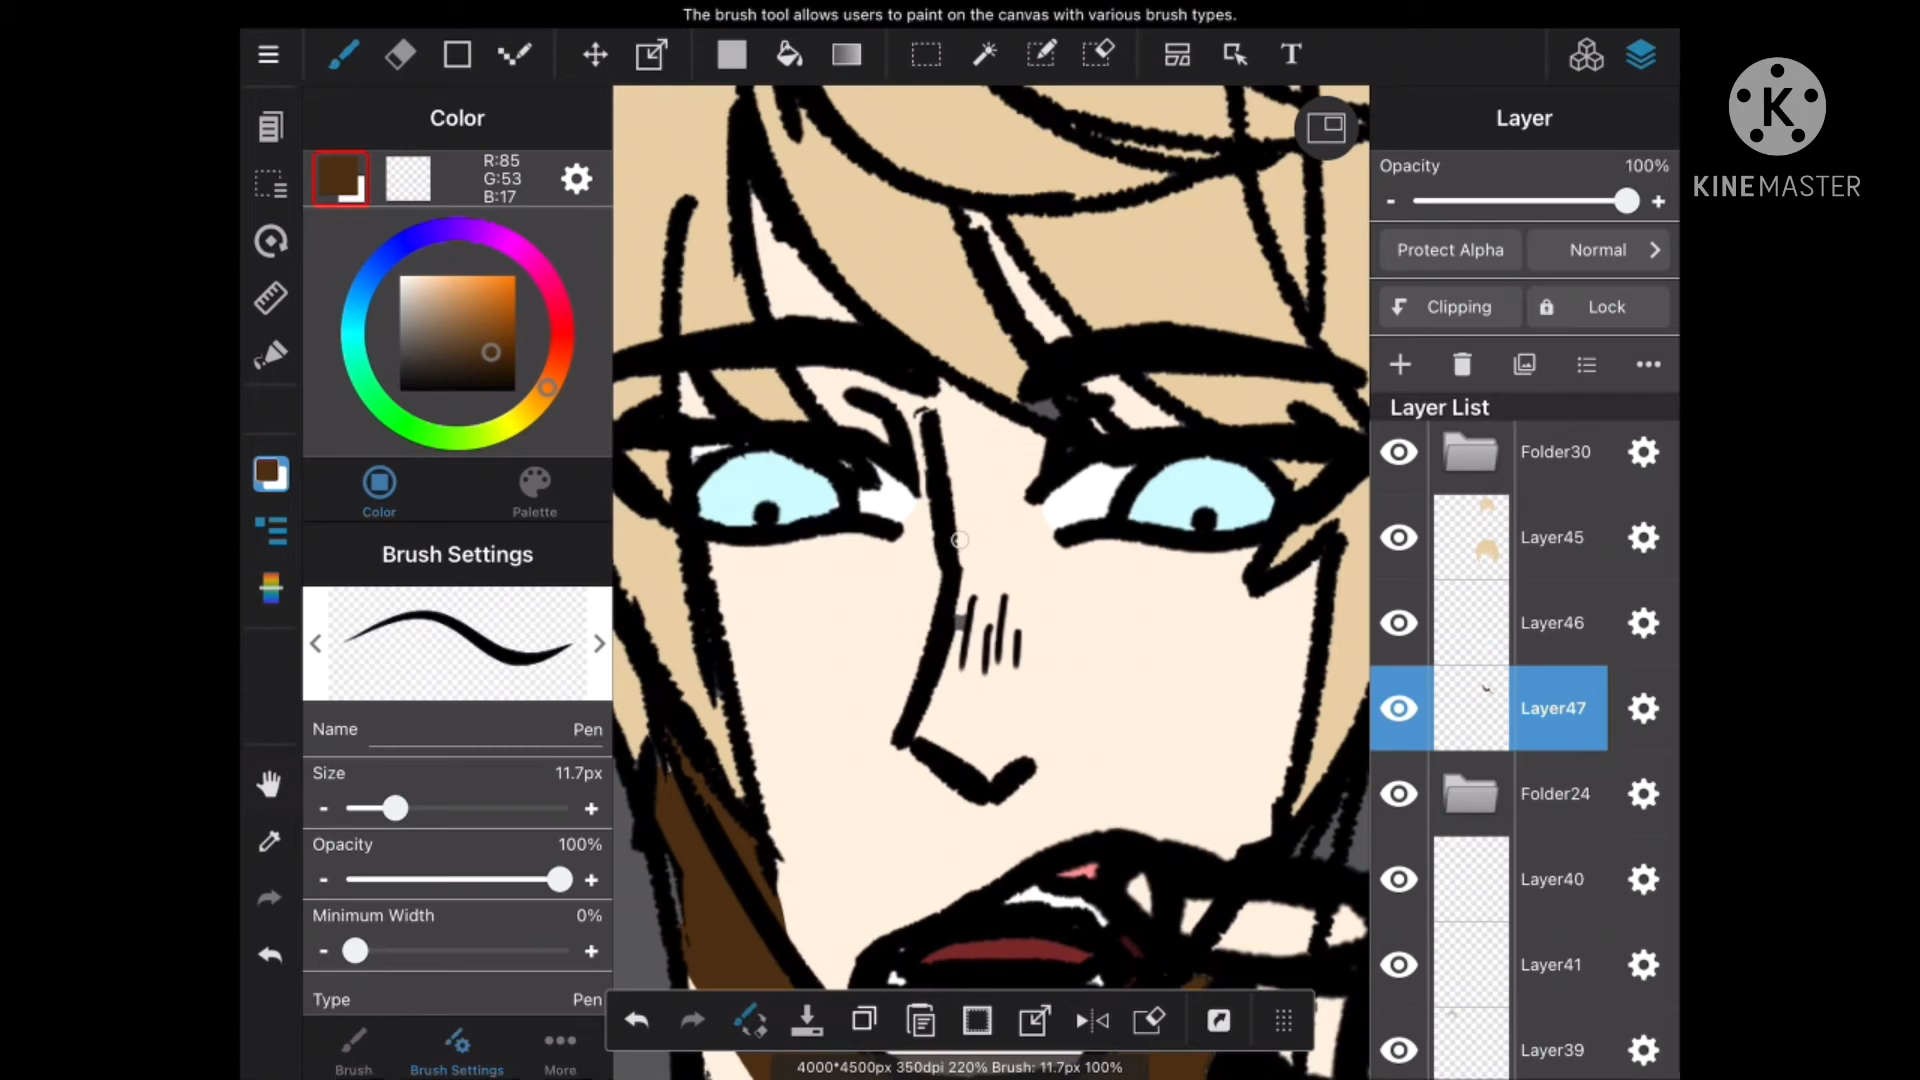 The brush tool allows users to paint on the canvas with various brush types.
T
Color
R:85
G:53
B:17
Color
Palette
Brush Settings
Name
Pen
Size
11.7px
-
+
Opacity
100%
-
+
Minimum Width
0%
-
+
Type
Pen
Brush
Brush Settings
More
4000*4500px 350dpi 220% Brush: 11.7px 100%
Layer
Opacity
100%
-
+
Protect Alpha
Normal
Clipping
Lock
Layer List
Folder30
Layer45
Layer46
Layer47
Folder24
Layer40
Layer41
Layer39
K
KINEMASTER